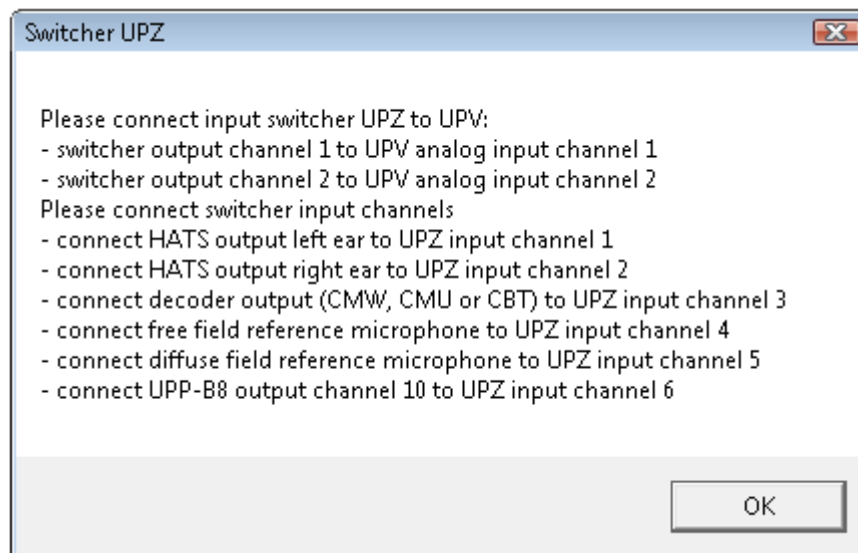 Switcher UPZ
Please connect input switcher UPZ to UPV:
- switcher output channel 1 to UPV analog input channel 1
- switcher output channel 2 to UPV analog input channel 2
Please connect switcher input channels
- connect HATS output left ear to UPZ input channel 1
- connect HATS output right ear to UPZ input channel 2
- connect decoder output (CMW, CMU or CBT) to UPZ input channel 3
- connect free field reference microphone to UPZ input channel 4
- connect diffuse field reference microphone to UPZ input channel 5
- connect UPP-B8 output channel 10 to UPZ input channel 6
OK